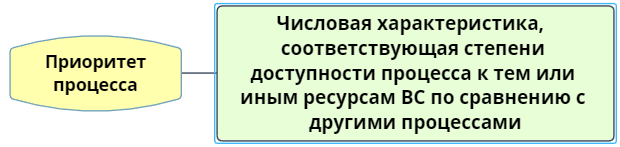 Приоритет
процесса
Числовая характеристика,
соответствующая степени
доступности процесса к тем или
иным ресурсам ВС по сравнению с
другими процессами